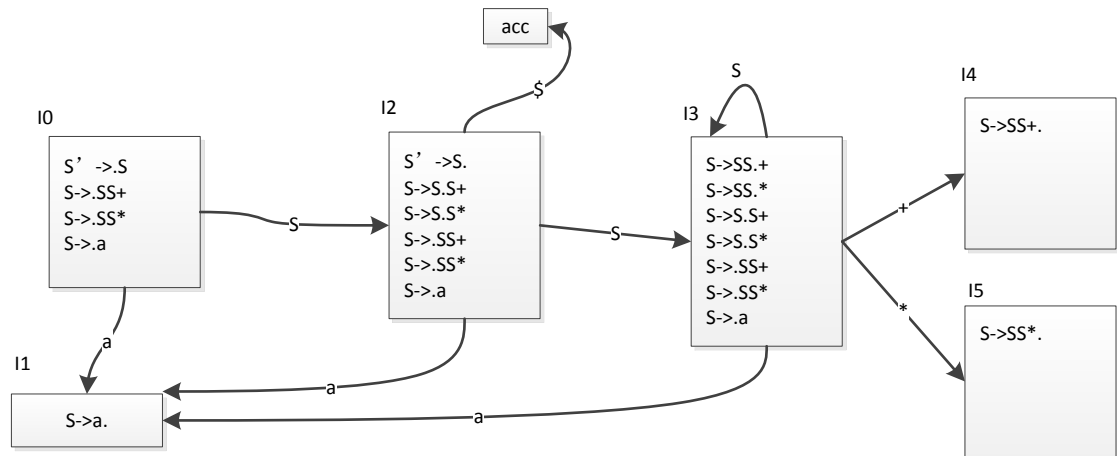 acc
$
S
I4
S->SS+.
I0
S’ ->.S
S->.SS+
S->.SS*
S->.a
I2
S’ ->S.
S->S.S+
S->S.S*
S->.SS+
S->.SS*
S->.a
I3
S->SS.+
S->SS.*
S->S.S+
S->S.S*
S->.SS+
S->.SS*
S->.a
S
S
+
*
I5
S->SS*.
a
a
a
I1
S->a.